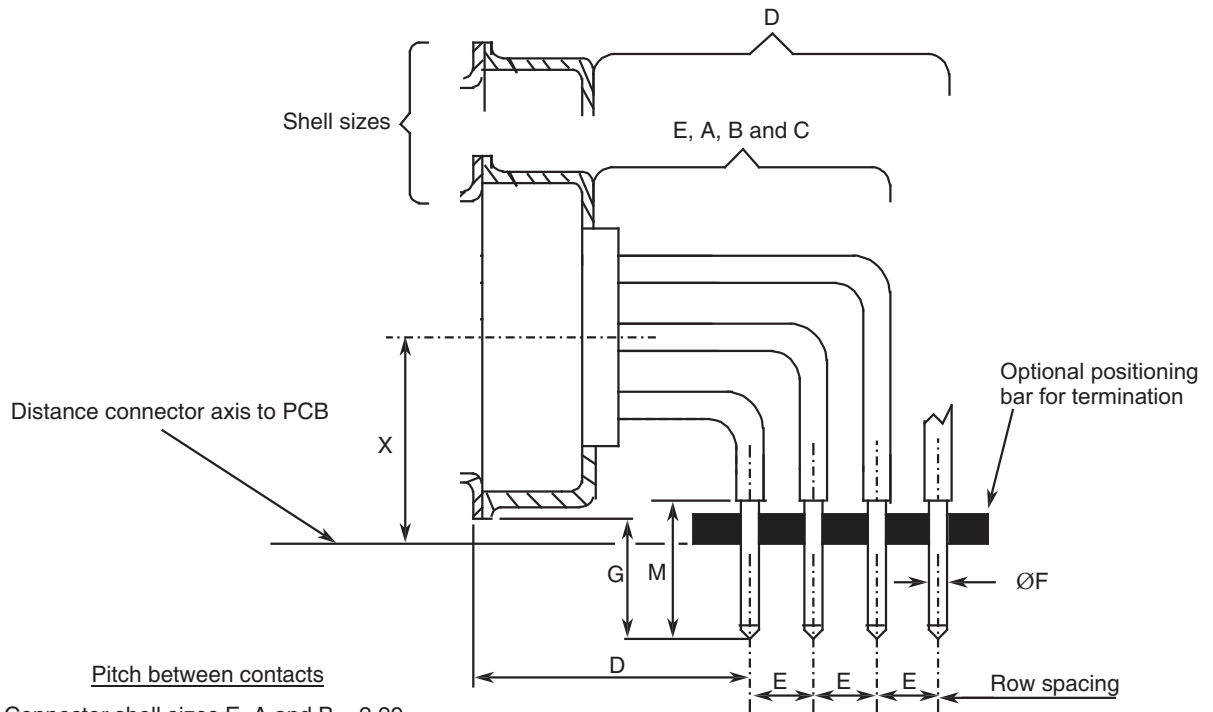 D
Shell sizes
E, A, B and C
Optional positioning
bar for termination
Distance connector axis to PCB
X
G
M
ØF
Pitch between contacts
D
E
E
E
Row spacing